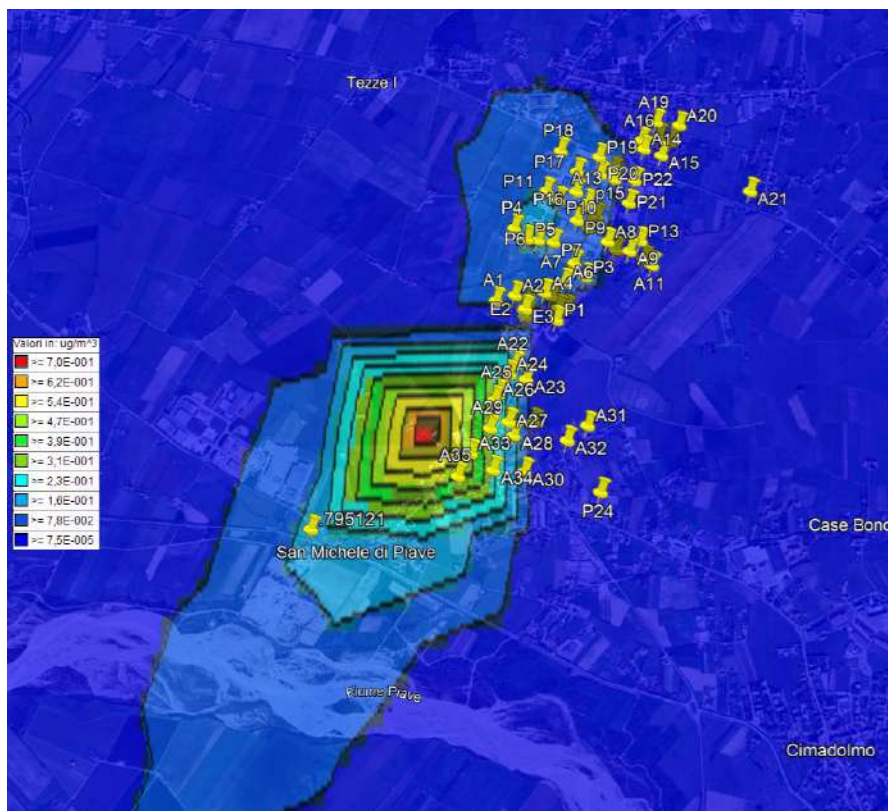 Tezze I
A19
A16
A20
A14
P18
P19
A15
P17
A13
P20
P22
P11
p15
A21
P16
P10
P21
P4
P9
A8
P13
P6
P5
P7
A7
A9
A6
P3
A11
A1
A2
A4
E2
E3
P1
Valori in: ug/m^3
>= 7,0E-001
>= 6,2E-001
>= 5,4E-001
>= 4,7E-001
>= 3,9E-001
>= 3,1E-001
>= 2,3E-001
>= 1,6E-001
>= 7,8E-002
>= 7,5E-005
A22
A24
A25
A23
A26
A29
A31
A27
A33
A28
A32
A35
A34
A30
P24
795121
Case Bonc
San Michele di Piave
Fiume Piave
Cimadolmo